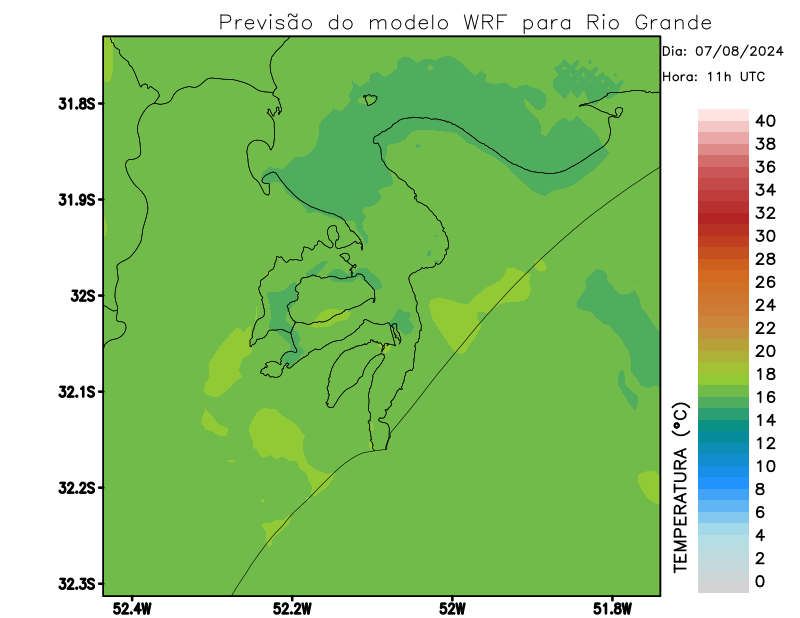 Previsão do modelo WRF para Rio Grande
Dia: 07/08/2024
Hora: 11h UTC
31.8S
31.9S
32S
32.1S
32.2S
32.3S
52.4W
52.2W
52W
51.8W
TEMPERATURA (°C)
40
38
36
34
32
30
28
26
24
22
20
18
16
14
12
10
8
6
4
2
0